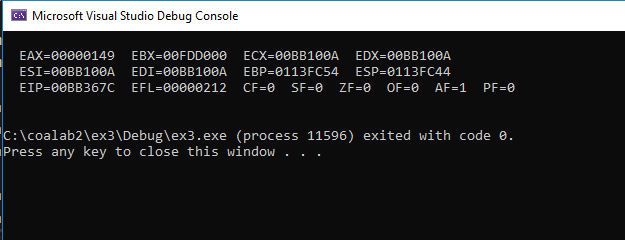 C:\ Microsoft Visual Studio Debug Console
EAX=00000149 EBX=00FDD000 ECX=00BB100A EDX=00BB100A
ESI=00BB100A EDI=00BB100A EBP=0113FC54 ESP=0113FC44
EIP=00BB367C EFL=00000212 CF=0 SF=0 ZF=0 OF=0 AF=1 PF=0
C:\coalab2\ex3\Debug\ex3.exe (process 11596) exited with code 0.
Press any key to close this window . . .